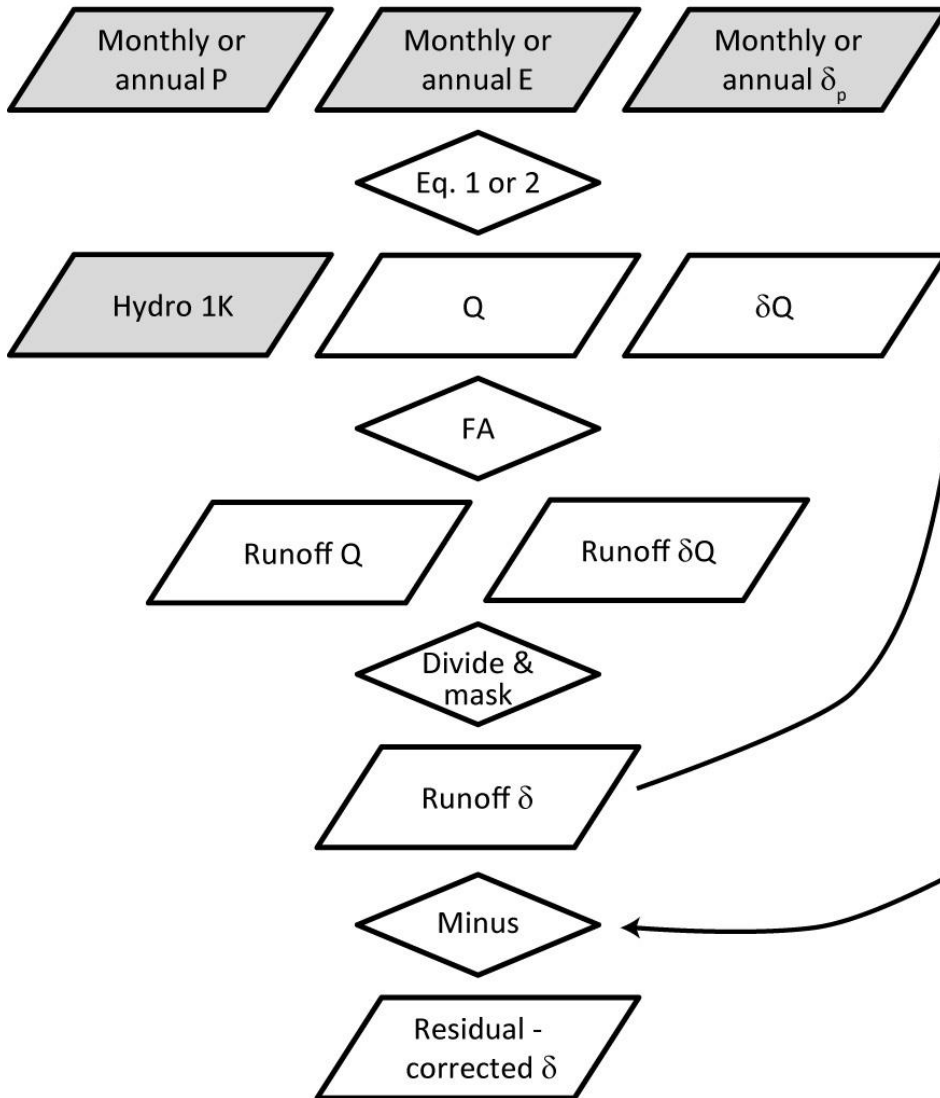 Monthly or
annual P
Monthly or
annual E
Monthly or
annual δp
Eq. 1 or 2
Hydro 1K
Q
δQ
FA
Runoff Q
Runoff δQ
Divide &
mask
Runoff δ
Minus
Residual -
corrected δ